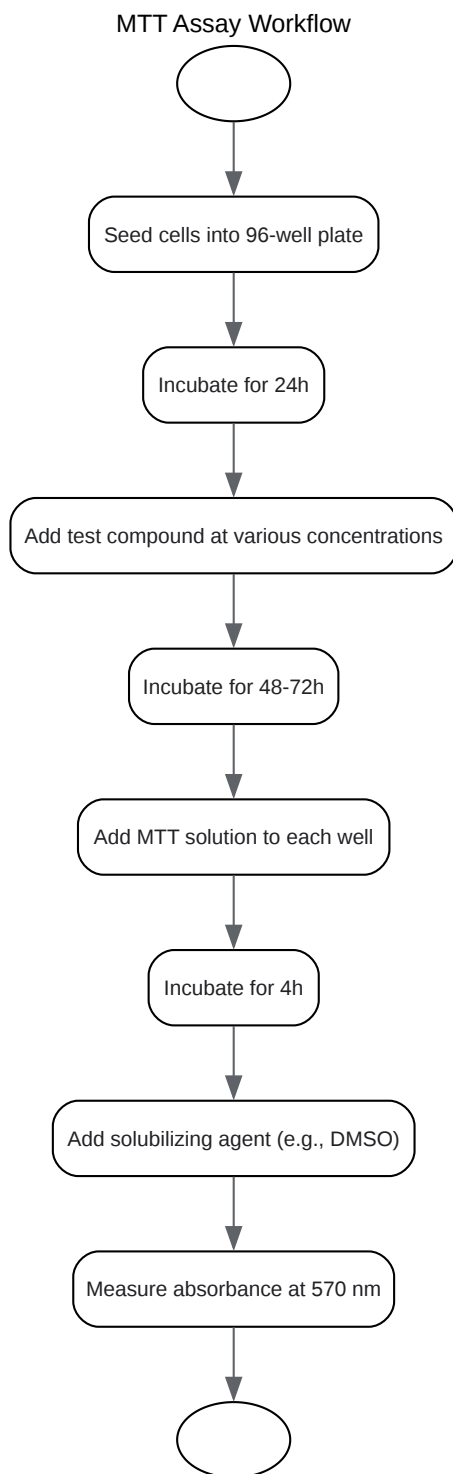 MTT Assay Workflow
Seed cells into 96-well plate
Incubate for 24h
Add test compound at various concentrations
Incubate for 48-72h
Add MTT solution to each well
Incubate for 4h
Add solubilizing agent (e.g., DMSO)
Measure absorbance at 570 nm